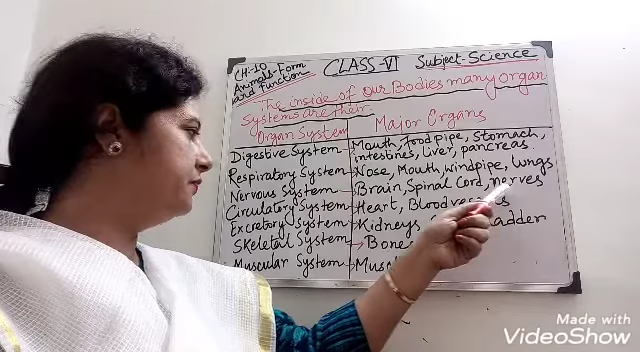 CH-10
Animals-Form
and Function
CLASS-VI Subject-Science
The inside of our Bodies many organ
systems are their
Organ System Major Organs
Digestive System Mouth, food pipe, Stomach,
intestines, Liver, pancreas.
Respiratory System Nose, Mouth, windpipe, lungs
Nervous System Brain, Spinal Cord, nerves
Circulatory System Heart, Blood
Excretory System Kidneys
Skeletal System Bone
Muscular System
Made with
VideoShow